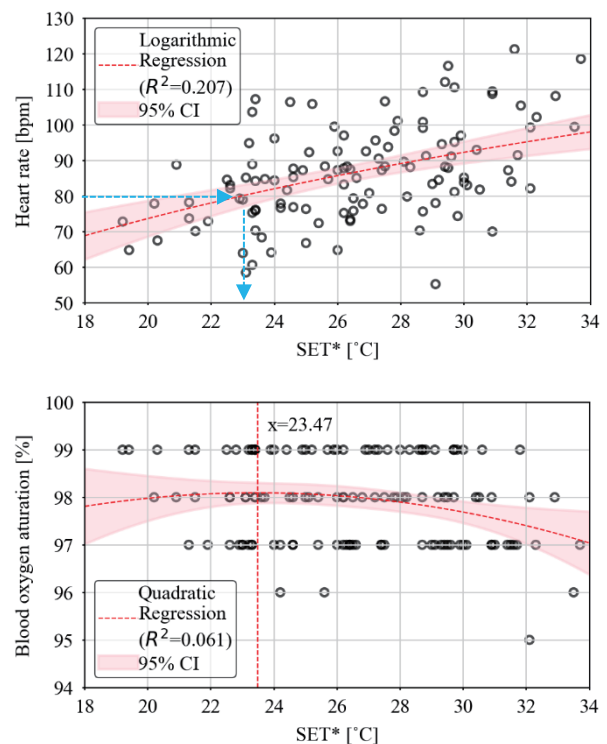 130
120
110
100
90
80
70
60
50
Heart rate [bpm]
Logarithmic
Regression
(R²=0.207)
95% CI
18 20 22 24 26 28 30 32 34
SET* [˚C]
100
99
98
97
96
95
94
Blood oxygen aturation [%]
x=23.47
Quadratic
Regression
(R²=0.061)
95% CI
18 20 22 24 26 28 30 32 34
SET* [˚C]